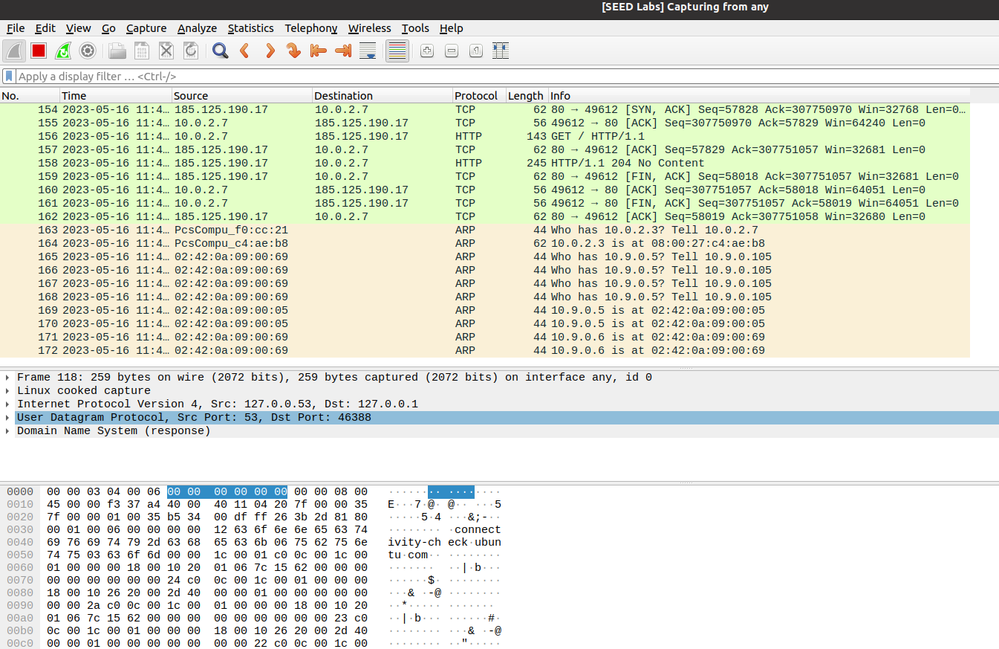 [SEED Labs] Capturing from any
File Edit View Go Capture Analyze Statistics Telephony Wireless Tools Help
Apply a display filter … <Ctrl-/>
No. Time Source Destination Protocol Length Info
154 2023-05-16 11:4… 185.125.190.17 10.0.2.7 TCP 62 80 → 49612 [SYN, ACK] Seq=57828 Ack=307750970 Win=32768 Len=0…
155 2023-05-16 11:4… 10.0.2.7 185.125.190.17 TCP 56 49612 → 80 [ACK] Seq=307750970 Ack=57829 Win=64240 Len=0
156 2023-05-16 11:4… 10.0.2.7 185.125.190.17 HTTP 143 GET / HTTP/1.1
157 2023-05-16 11:4… 185.125.190.17 10.0.2.7 TCP 62 80 → 49612 [ACK] Seq=57829 Ack=307751057 Win=32681 Len=0
158 2023-05-16 11:4… 185.125.190.17 10.0.2.7 HTTP 245 HTTP/1.1 204 No Content
159 2023-05-16 11:4… 185.125.190.17 10.0.2.7 TCP 62 80 → 49612 [FIN, ACK] Seq=58018 Ack=307751057 Win=32681 Len=0
160 2023-05-16 11:4… 10.0.2.7 185.125.190.17 TCP 56 49612 → 80 [ACK] Seq=307751057 Ack=58018 Win=64051 Len=0
161 2023-05-16 11:4… 10.0.2.7 185.125.190.17 TCP 56 49612 → 80 [FIN, ACK] Seq=307751057 Ack=58019 Win=64051 Len=0
162 2023-05-16 11:4… 185.125.190.17 10.0.2.7 TCP 62 80 → 49612 [ACK] Seq=58019 Ack=307751058 Win=32680 Len=0
163 2023-05-16 11:4… PcsCompu_f0:cc:21 ARP 44 Who has 10.0.2.3? Tell 10.0.2.7
164 2023-05-16 11:4… PcsCompu_c4:ae:b8 ARP 62 10.0.2.3 is at 08:00:27:c4:ae:b8
165 2023-05-16 11:4… 02:42:0a:09:00:69 ARP 44 Who has 10.9.0.5? Tell 10.9.0.105
166 2023-05-16 11:4… 02:42:0a:09:00:69 ARP 44 Who has 10.9.0.5? Tell 10.9.0.105
167 2023-05-16 11:4… 02:42:0a:09:00:69 ARP 44 Who has 10.9.0.5? Tell 10.9.0.105
168 2023-05-16 11:4… 02:42:0a:09:00:69 ARP 44 Who has 10.9.0.5? Tell 10.9.0.105
169 2023-05-16 11:4… 02:42:0a:09:00:05 ARP 44 10.9.0.5 is at 02:42:0a:09:00:05
170 2023-05-16 11:4… 02:42:0a:09:00:05 ARP 44 10.9.0.5 is at 02:42:0a:09:00:05
171 2023-05-16 11:4… 02:42:0a:09:00:69 ARP 44 10.9.0.6 is at 02:42:0a:09:00:69
172 2023-05-16 11:4… 02:42:0a:09:00:69 ARP 44 10.9.0.6 is at 02:42:0a:09:00:69
Frame 118: 259 bytes on wire (2072 bits), 259 bytes captured (2072 bits) on interface any, id 0
Linux cooked capture
Internet Protocol Version 4, Src: 127.0.0.53, Dst: 127.0.0.1
User Datagram Protocol, Src Port: 53, Dst Port: 46388
Domain Name System (response)
0000 00 00 03 04 00 06 00 00 00 00 00 00 00 00 08 00 ········ ········
0010 45 00 00 f3 37 a4 40 00 40 11 04 20 7f 00 00 35 E···7·@· @·· ···5
0020 7f 00 00 01 00 35 b5 34 00 df ff 26 3b 2d 81 80 ·····5·4 ···&;-··
0030 00 01 00 06 00 00 00 00 12 63 6f 6e 6e 65 63 74 ········ ·connect
0040 69 76 69 74 79 2d 63 68 65 63 6b 06 75 62 75 6e ivity-ch eck·ubun
0050 74 75 03 63 6f 6d 00 00 1c 00 01 c0 0c 00 1c 00 tu·com·· ········
0060 01 00 00 00 18 00 10 20 01 06 7c 15 62 00 00 00 ······· ··|·b···
0070 00 00 00 00 00 00 24 c0 0c 00 1c 00 01 00 00 00 ······$· ········
0080 18 00 10 26 20 00 2d 40 00 00 01 00 00 00 00 00 ···& ·-@ ········
0090 00 00 2a c0 0c 00 1c 00 01 00 00 00 18 00 10 20 ··*····· ·······
00a0 01 06 7c 15 62 00 00 00 00 00 00 00 00 00 23 c0 ··|·b··· ······#·
00b0 0c 00 1c 00 01 00 00 00 18 00 10 26 20 00 2d 40 ········ ···& ·-@
00c0 00 00 01 00 00 00 00 00 00 00 22 c0 0c 00 1c 00 ········ ··"·····